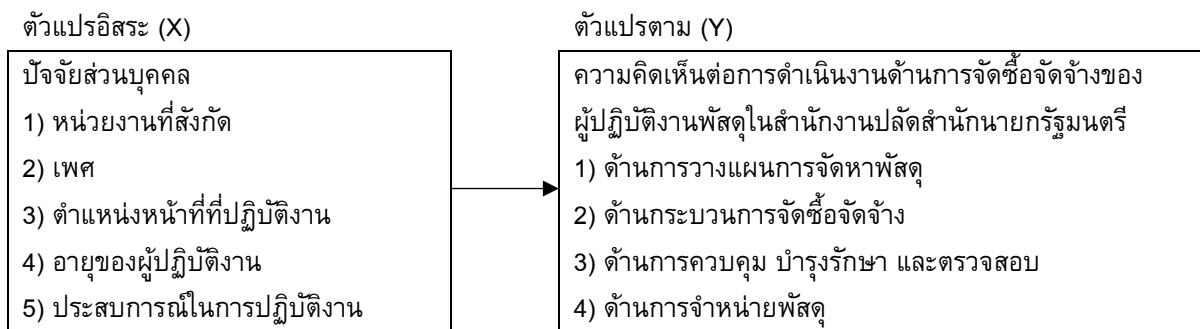 ตัวแปรอิสระ (X)
ปัจจัยส่วนบุคคล
1) หน่วยงานที่สังกัด
2) เพศ
3) ตำแหน่งหน้าที่ที่ปฏิบัติงาน
4) อายุของผู้ปฏิบัติงาน
5) ประสบการณ์ในการปฏิบัติงาน
ตัวแปรตาม (Y)
ความคิดเห็นต่อการดำเนินงานด้านการจัดซื้อจัดจ้างของ
ผู้ปฏิบัติงานพัสดุในสำนักงานปลัดสำนักนายกรัฐมนตรี
1) ด้านการวางแผนการจัดหาพัสดุ
2) ด้านกระบวนการจัดซื้อจัดจ้าง
3) ด้านการควบคุม บำรุงรักษา และตรวจสอบ
4) ด้านการจำหน่ายพัสดุ